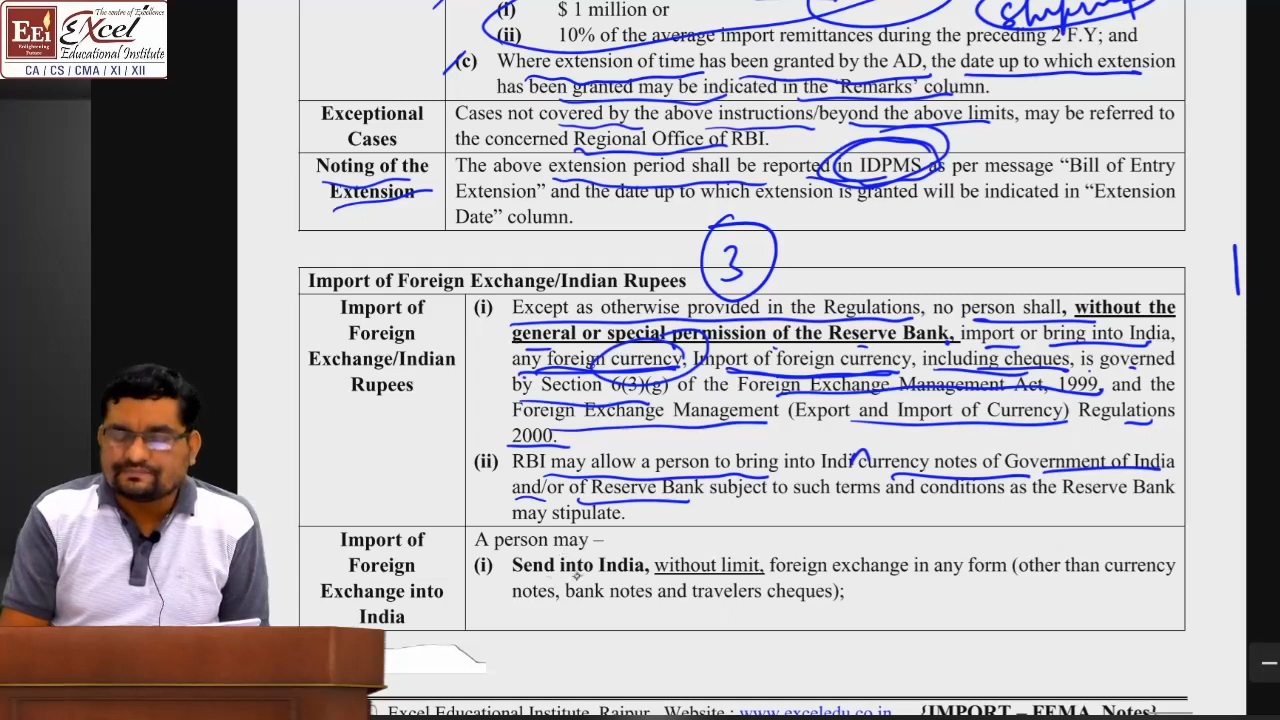 The centre of Excellence
EEi
Enlightening
Future
Excel
Educational Institute
CA / CS / CMA / XI / XII
(i) $ 1 million or
(ii) 10% of the average import remittances during the preceding 2 F.Y; and
(c) Where extension of time has been granted by the AD, the date up to which extension
has been granted may be indicated in the 'Remarks' column.
Exceptional
Cases
Cases not covered by the above instructions/beyond the above limits, may be referred to
the concerned Regional Office of RBI.
Noting of the
Extension
The above extension period shall be reported in IDPMS as per message “Bill of Entry
Extension” and the date up to which extension is granted will be indicated in “Extension
Date” column.
3
Import of Foreign Exchange/Indian Rupees
Import of
Foreign
Exchange/Indian
Rupees
(i) Except as otherwise provided in the Regulations, no person shall, without the
general or special permission of the Reserve Bank, import or bring into India,
any foreign currency. Import of foreign currency, including cheques, is governed
by Section 6(3)(g) of the Foreign Exchange Management Act, 1999, and the
Foreign Exchange Management (Export and Import of Currency) Regulations
2000.
(ii) RBI may allow a person to bring into India currency notes of Government of India
and/or of Reserve Bank subject to such terms and conditions as the Reserve Bank
may stipulate.
Import of
Foreign
Exchange into
India
A person may –
(i) Send into India, without limit, foreign exchange in any form (other than currency
notes, bank notes and travelers cheques);
Excel Educational Institute, Raipur Website : www.exceledu.co.in {IMPORT – FEMA Notes}